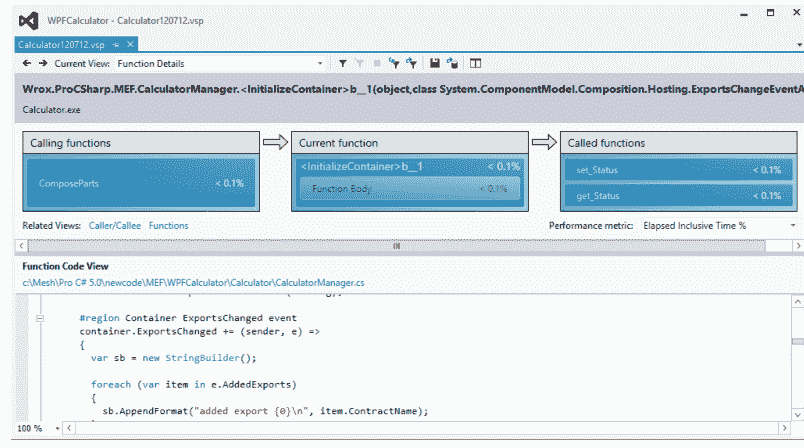 WPFCalculator - Calculator120712.vsp
Calculator120712.vsp
Current View: Function Details
Wrox.ProCSharp.MEF.CalculatorManager.<InitializeContainer>b__1(object,class System.ComponentModel.Composition.Hosting.ExportsChangeEventA
Calculator.exe
Calling functions
Current function
Called functions
ComposeParts < 0.1%
<InitializeContainer>b__1 < 0.1%
Function Body < 0.1%
set_Status < 0.1%
get_Status < 0.1%
Related Views: Caller/Callee Functions
Performance metric: Elapsed Inclusive Time %
Function Code View
c:\Mesh\Pro C# 5.0\newcode\MEF\WPFCalculator\Calculator\CalculatorManager.cs
#region Container ExportsChanged event
container.ExportsChanged += (sender, e) =>
{
var sb = new StringBuilder();
foreach (var item in e.AddedExports)
{
sb.AppendFormat("added export {0}\n", item.ContractName);
100 %